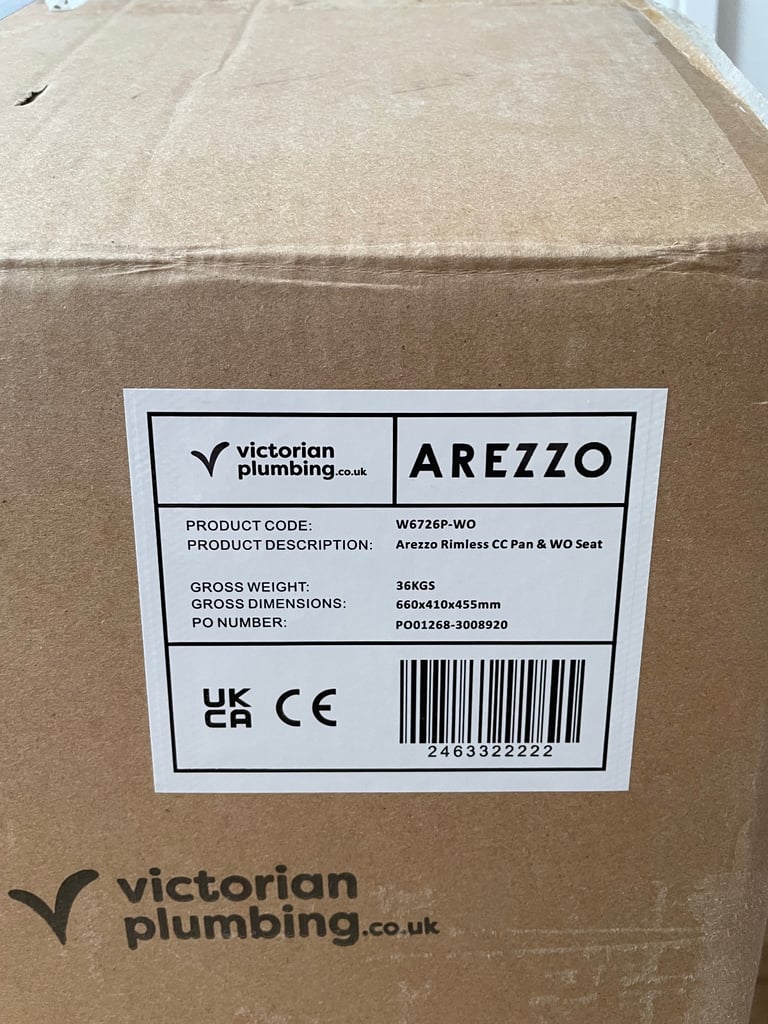 victorian
plumbing.co.uk
AREZZO
PRODUCT CODE: W6726P-WO
PRODUCT DESCRIPTION: Arezzo Rimless CC Pan & WO Seat
GROSS WEIGHT: 36KGS
GROSS DIMENSIONS: 660x410x455mm
PO NUMBER: PO01268-3008920
UK
CA CE
2463322222
victorian
plumbing.co.uk